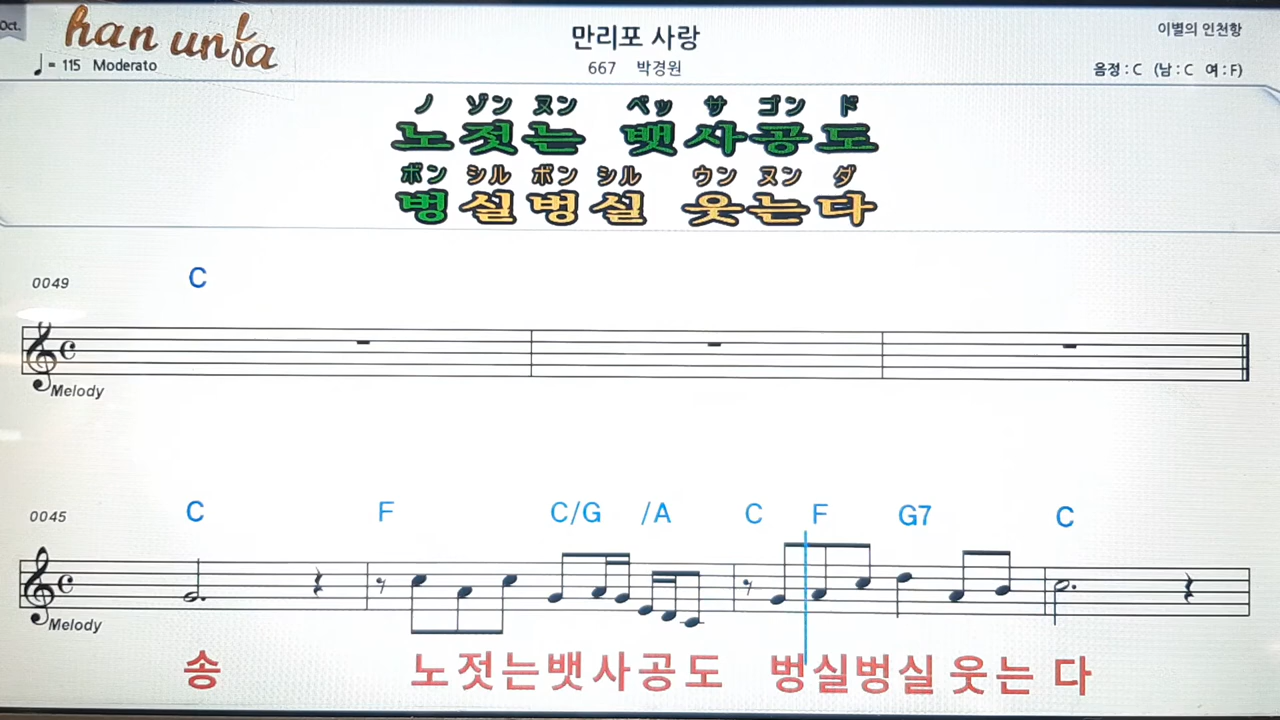 Oct.
han un fa
만리포 사랑
이별의 인천항
♩= 115 Moderato
667 박경원
음정 : C (남 : C 여 : F)
ノ ゾン ヌン ペッ サ ゴン ド
노젓는 뱃사공도
ボン シル ボン シル ウン ヌン ダ
벙실벙실 웃는다
0049
C
Melody
0045
C F C/G /A C F G7 C
Melody
송 노젓는뱃사공도 벙실벙실 웃는 다